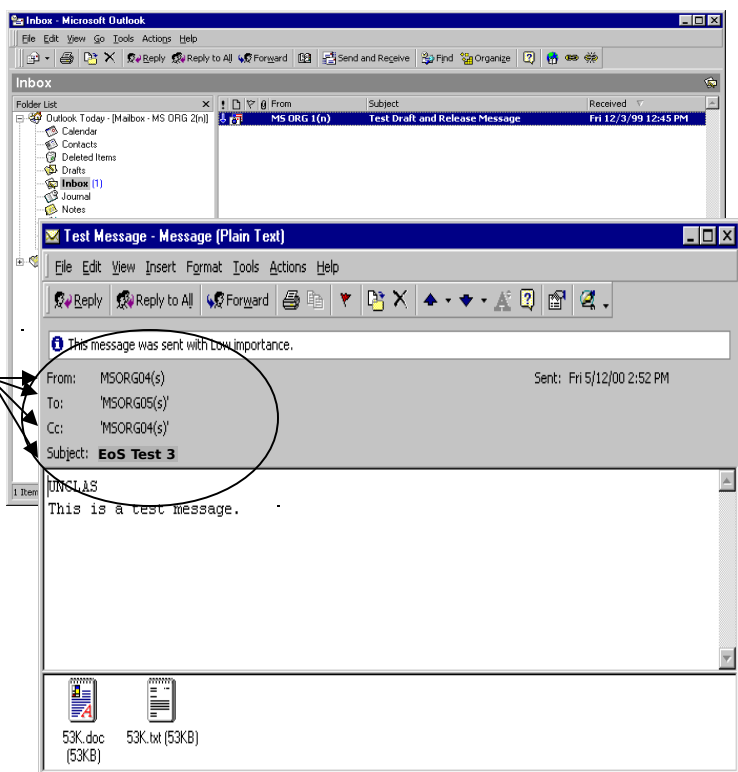 Inbox - Microsoft Outlook
File Edit View Go Tools Actions Help
Reply Reply to All Forward Send and Receive Find Organize
Inbox
Folder List ! From Subject Received
Outlook Today - [Mailbox - MS ORG 2(n)] MS ORG 1(n) Test Draft and Release Message Fri 12/3/99 12:45 PM
Calendar
Contacts
Deleted Items
Drafts
Inbox (1)
Journal
Notes
Test Message - Message (Plain Text)
File Edit View Insert Format Tools Actions Help
Reply Reply to All Forward
This message was sent with Low importance.
From: MSORG04(s) Sent: Fri 5/12/00 2:52 PM
To: 'MSORG05(s)'
Cc: 'MSORG04(s)'
Subject: EoS Test 3
1 Item
UNCLAS
This is a test message.
53K.doc 53K.txt (53KB)
(53KB)